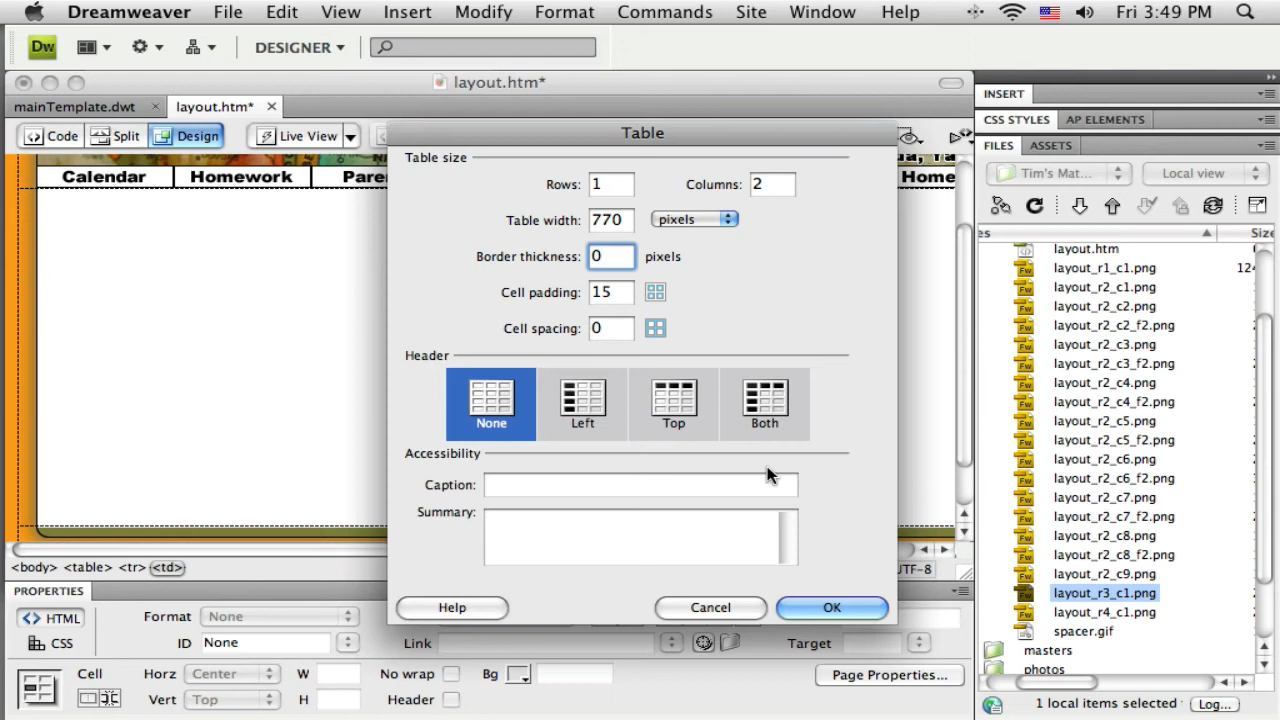 Dreamweaver File Edit View Insert Modify Format Commands Site Window Help Fri 3:49 PM
Dw DESIGNER
layout.htm*
mainTemplate.dwt × layout.htm* ×
Code Split Design Live View
Calendar Homework
Home
<body> <table> <tr> <td>
UTF-8
Table
Table size
Rows: 1 Columns: 2
Table width: 770 pixels
Border thickness: 0 pixels
Cell padding: 15
Cell spacing: 0
Header
None Left Top Both
Accessibility
Caption:
Summary:
Help Cancel OK
INSERT
CSS STYLES AP ELEMENTS
FILES ASSETS
Tim's Mat... Local view
es Size
layout.htm
layout_r1_c1.png 124
layout_r2_c1.png
layout_r2_c2.png
layout_r2_c2_f2.png
layout_r2_c3.png
layout_r2_c3_f2.png
layout_r2_c4.png
layout_r2_c4_f2.png
layout_r2_c5.png
layout_r2_c5_f2.png
layout_r2_c6.png
layout_r2_c6_f2.png
layout_r2_c7.png
layout_r2_c7_f2.png
layout_r2_c8.png
layout_r2_c8_f2.png
layout_r2_c9.png
layout_r3_c1.png
layout_r4_c1.png
spacer.gif
masters
photos
1 local items selected Log...
PROPERTIES
HTML Format None
CSS ID None Link Target
Cell Horz Center W No wrap Bg Page Properties...
Vert Top H Header